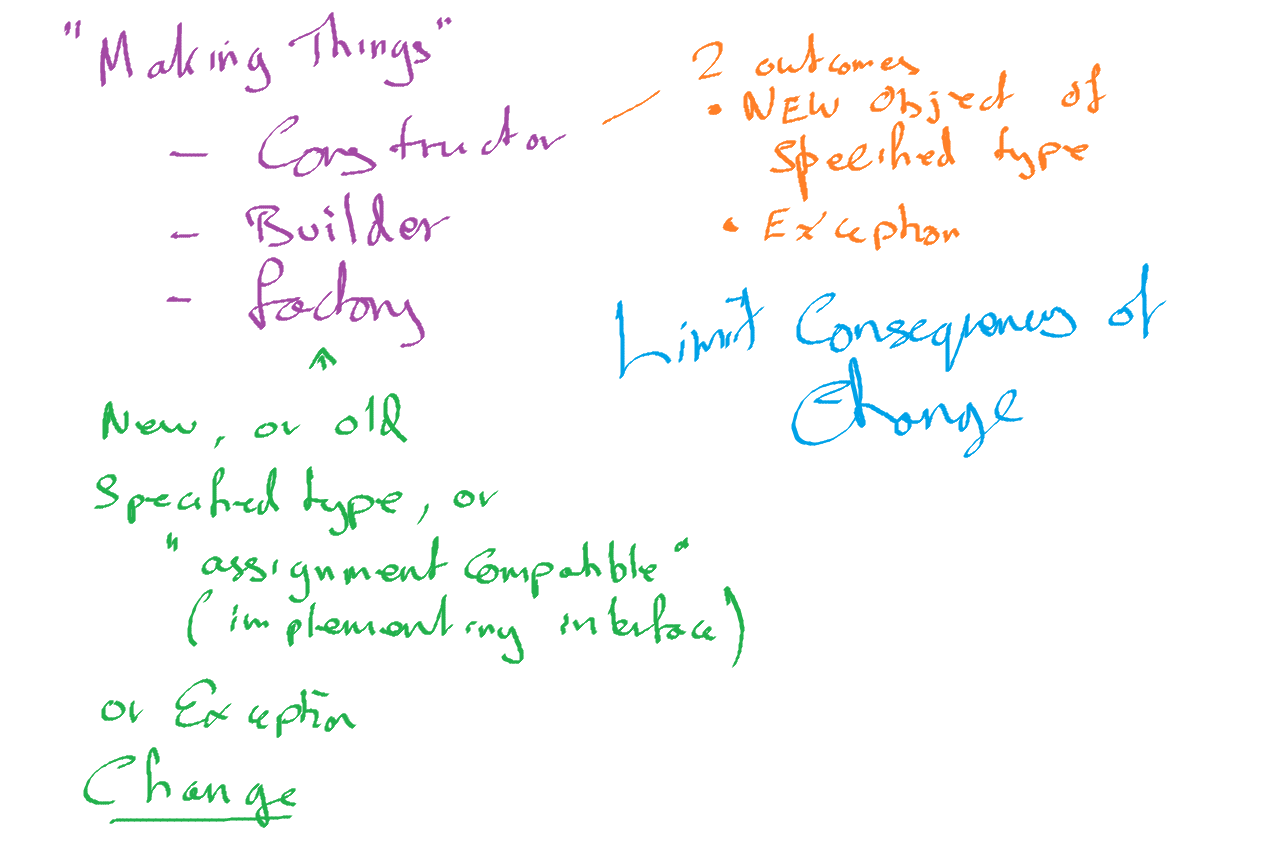 "Making Things"
- Constructor
- Builder
- factory
2 outcomes
• NEW object of
specified type
• Exception
Limit Consequences of
Change
New, or old
Specified type, or
"assignment compatible"
(implementing interface)
or Exception
Change